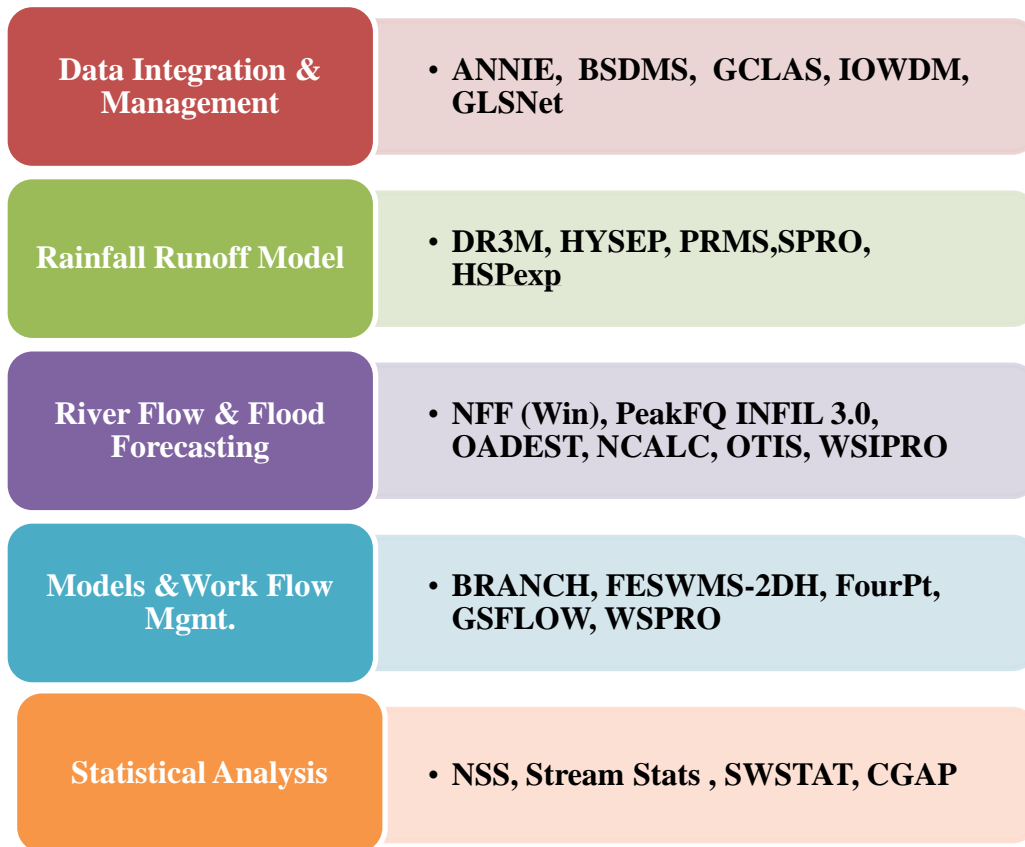 Data Integration &
Management
• ANNIE, BSDMS, GCLAS, IOWDM,
GLSNet
Rainfall Runoff Model
• DR3M, HYSEP, PRMS,SPRO,
HSPexp
River Flow & Flood
Forecasting
• NFF (Win), PeakFQ INFIL 3.0,
OADEST, NCALC, OTIS, WSIPRO
Models &Work Flow
Mgmt.
• BRANCH, FESWMS-2DH, FourPt,
GSFLOW, WSPRO
Statistical Analysis
• NSS, Stream Stats , SWSTAT, CGAP